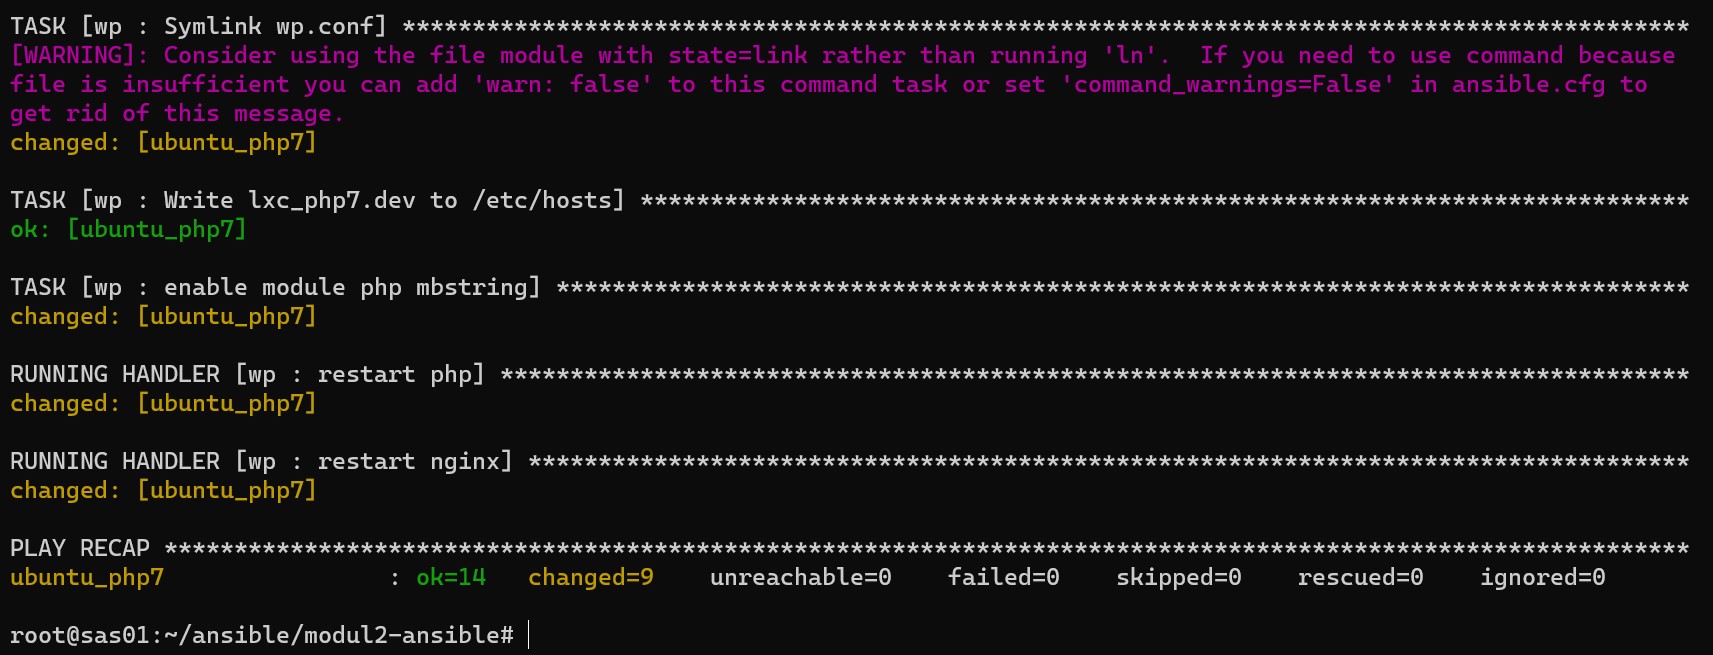 TASK [wp : Symlink wp.conf] ********************************************************************************************
[WARNING]: Consider using the file module with state=link rather than running 'ln'.  If you need to use command because
file is insufficient you can add 'warn: false' to this command task or set 'command_warnings=False' in ansible.cfg to
get rid of this message.
changed: [ubuntu_php7]

TASK [wp : Write lxc_php7.dev to /etc/hosts] ***************************************************************************
ok: [ubuntu_php7]

TASK [wp : enable module php mbstring] *********************************************************************************
changed: [ubuntu_php7]

RUNNING HANDLER [wp : restart php] *************************************************************************************
changed: [ubuntu_php7]

RUNNING HANDLER [wp : restart nginx] ***********************************************************************************
changed: [ubuntu_php7]

PLAY RECAP *************************************************************************************************************
ubuntu_php7                : ok=14   changed=9    unreachable=0    failed=0    skipped=0    rescued=0    ignored=0

root@sas01:~/ansible/modul2-ansible#